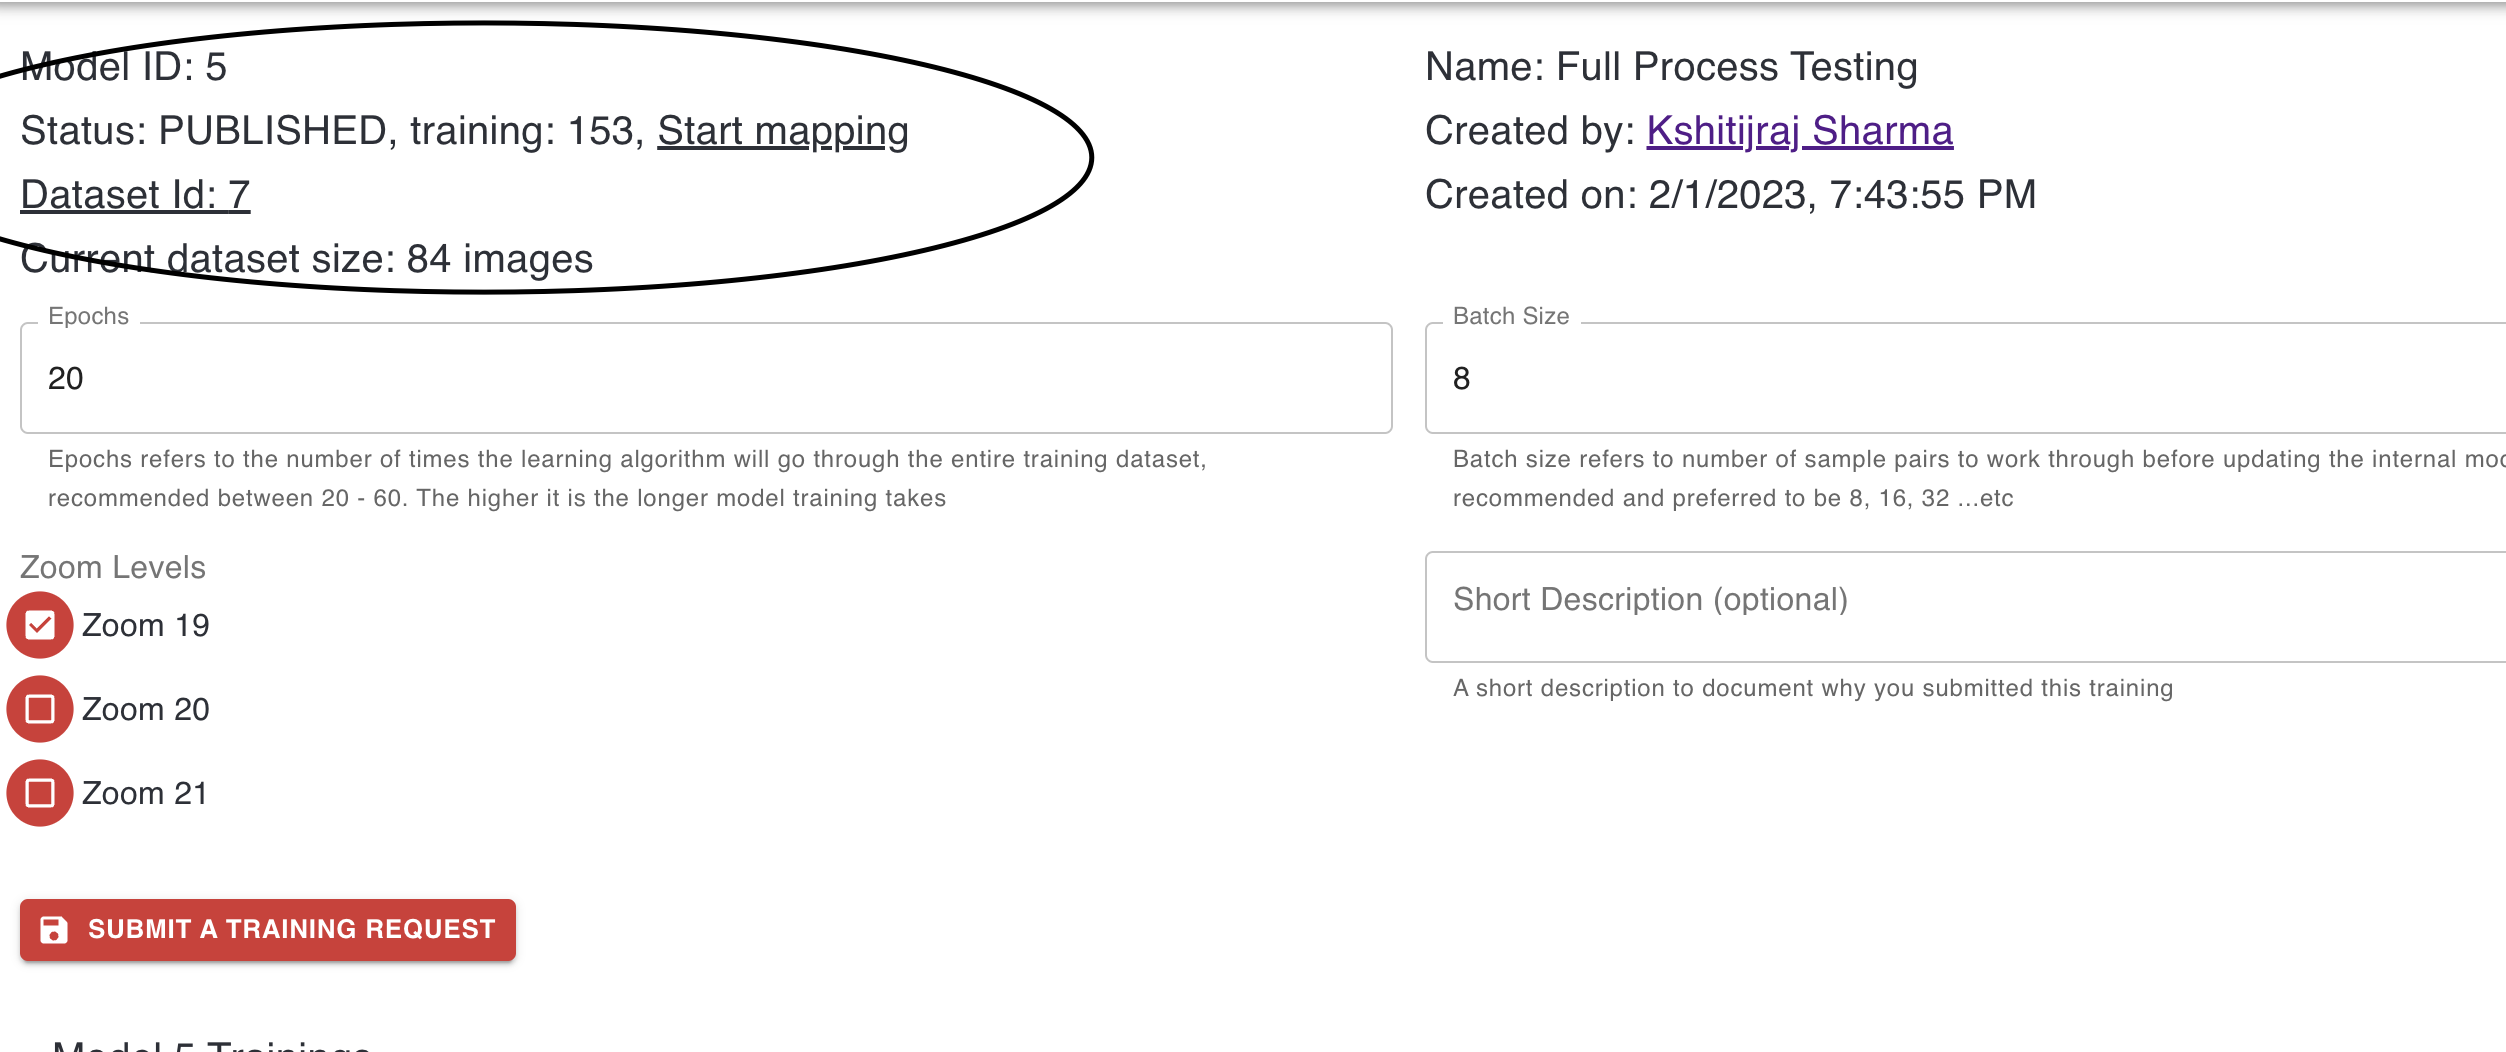 Model ID: 5
Status: PUBLISHED, training: 153, Start mapping
Dataset Id: 7
Current dataset size: 84 images
Name: Full Process Testing
Created by: Kshitijraj Sharma
Created on: 2/1/2023, 7:43:55 PM
Epochs
20
Epochs refers to the number of times the learning algorithm will go through the entire training dataset,
recommended between 20 - 60. The higher it is the longer model training takes
Batch Size
8
Batch size refers to number of sample pairs to work through before updating the internal
recommended and preferred to be 8, 16, 32 ...etc
Zoom Levels
Zoom 19
Zoom 20
Zoom 21
Short Description (optional)
A short description to document why you submitted this training
SUBMIT A TRAINING REQUEST
Model 5 Trainings